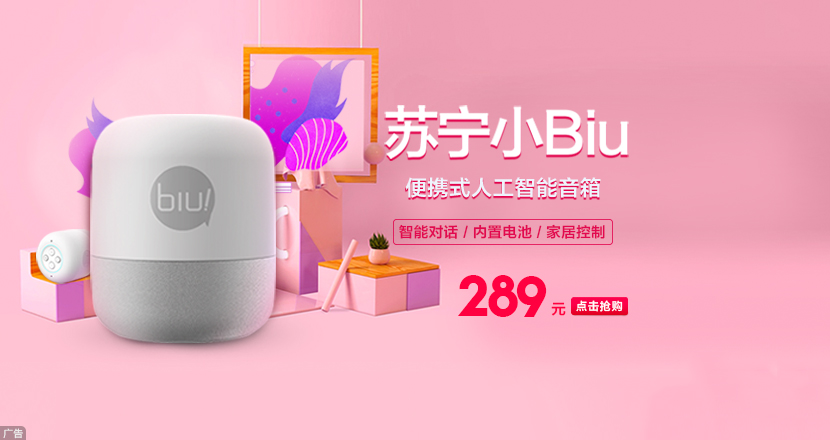 苏宁小Biu
便携式人工智能音箱
智能对话 / 内置电池 / 家居控制
289元 点击抢购
biu!
广告